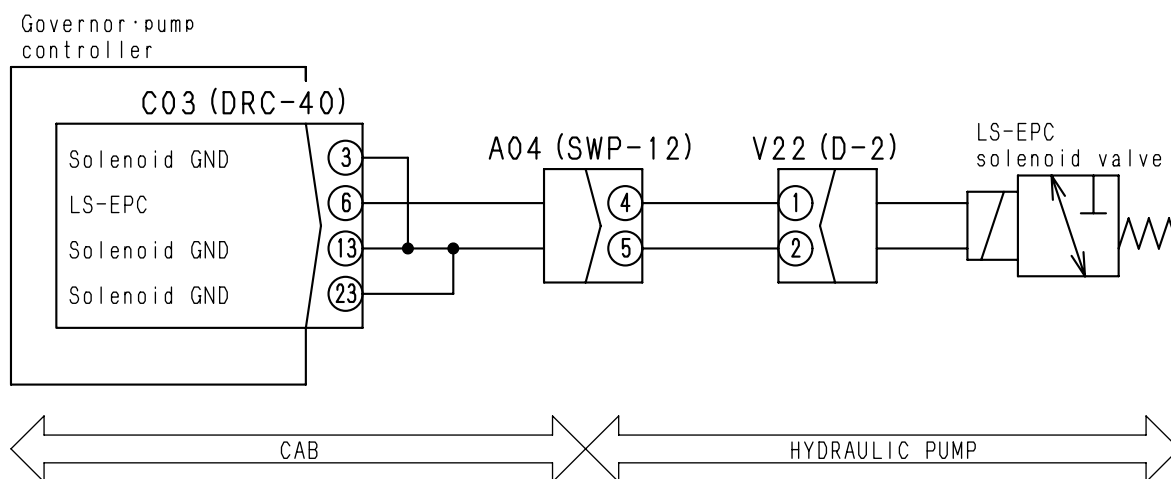 Governor·pump
controller
C03 (DRC-40)
Solenoid GND
3
LS-EPC
6
Solenoid GND
13
Solenoid GND
23
A04 (SWP-12)
4
5
V22 (D-2)
1
2
LS-EPC
solenoid valve
CAB
HYDRAULIC PUMP